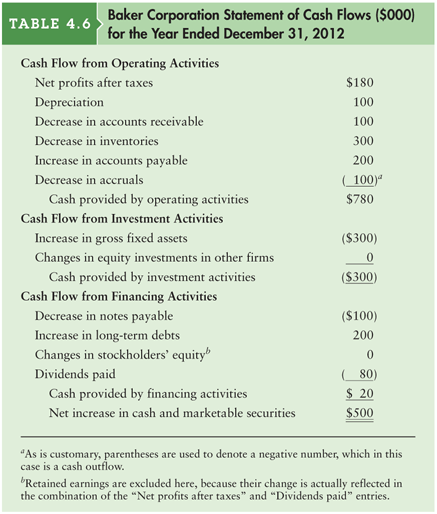 TABLE 4.6
Baker Corporation Statement of Cash Flows ($000)
for the Year Ended December 31, 2012
Cash Flow from Operating Activities
Net profits after taxes $180
Depreciation 100
Decrease in accounts receivable 100
Decrease in inventories 300
Increase in accounts payable 200
Decrease in accruals ( 100)a
Cash provided by operating activities $780
Cash Flow from Investment Activities
Increase in gross fixed assets ($300)
Changes in equity investments in other firms 0
Cash provided by investment activities ($300)
Cash Flow from Financing Activities
Decrease in notes payable ($100)
Increase in long-term debts 200
Changes in stockholders' equityb 0
Dividends paid ( 80)
Cash provided by financing activities $ 20
Net increase in cash and marketable securities $500
aAs is customary, parentheses are used to denote a negative number, which in this
case is a cash outflow.
bRetained earnings are excluded here, because their change is actually reflected in
the combination of the “Net profits after taxes” and “Dividends paid” entries.